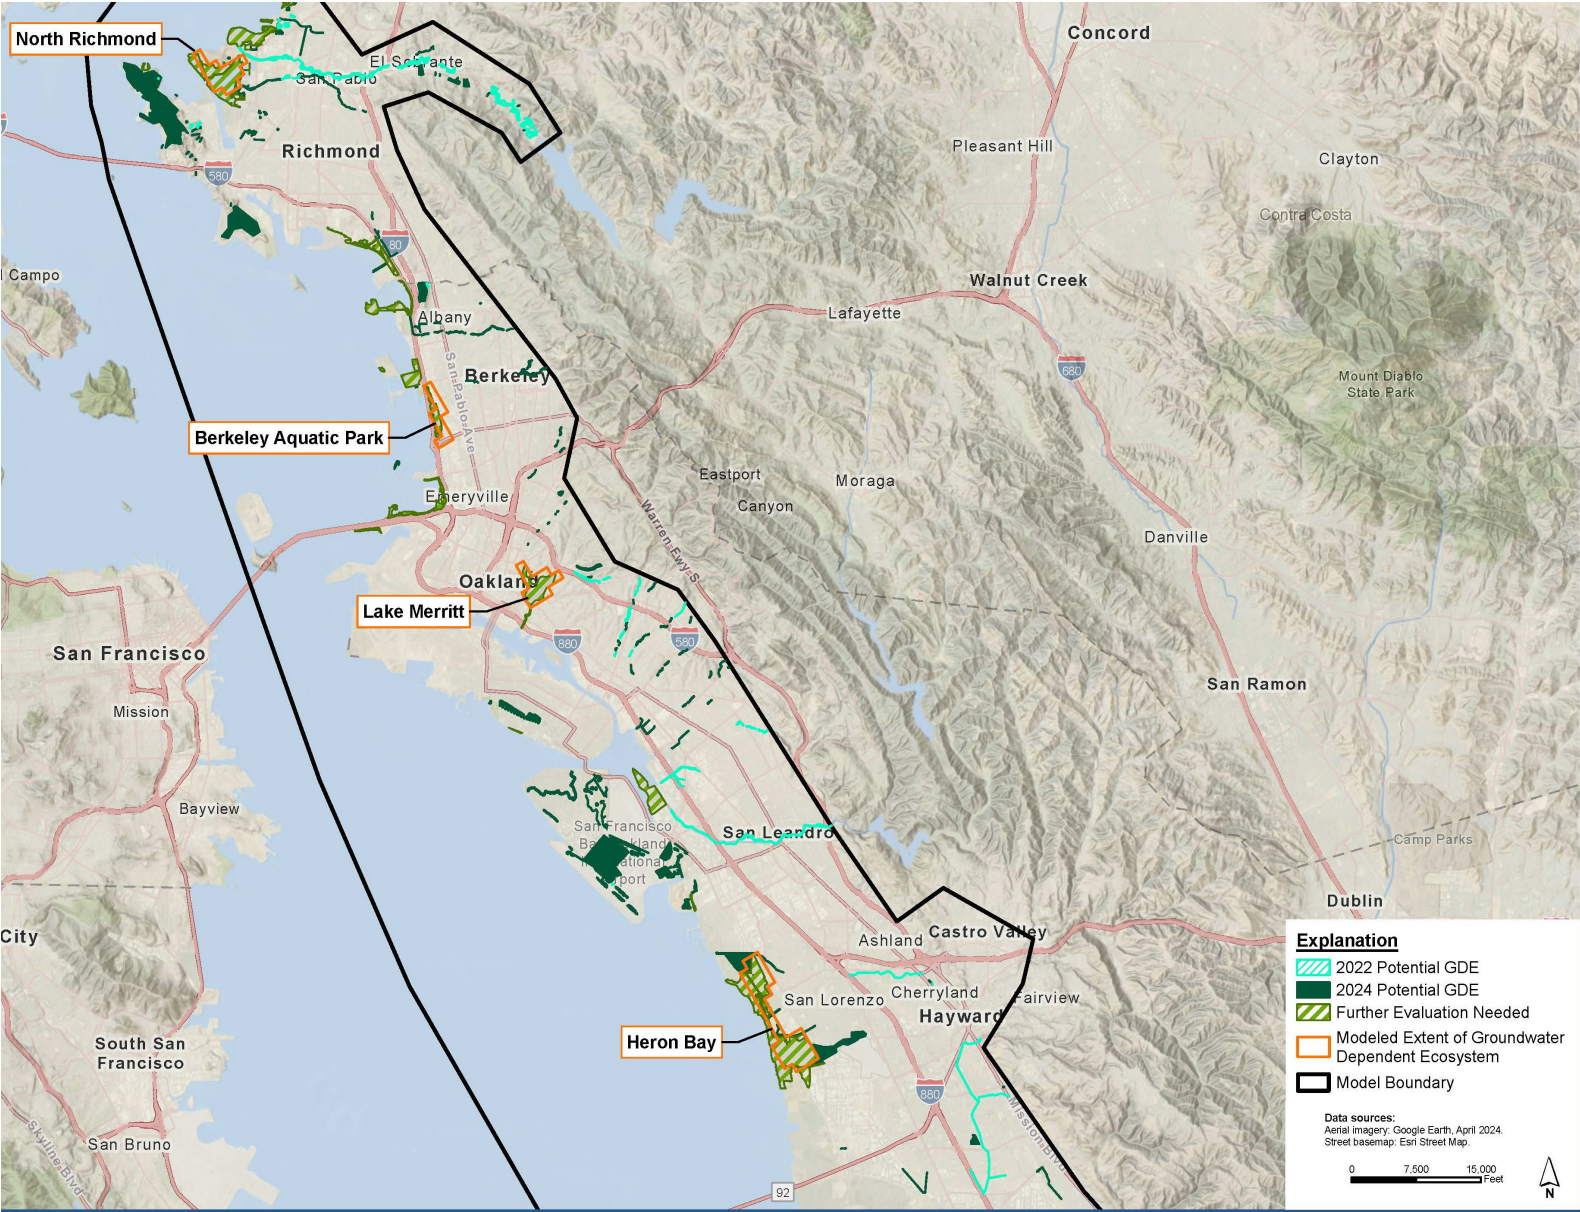 Concord
North Richmond
El Sobrante
San Pablo
Richmond
Pleasant Hill
Clayton
580
Contra Costa
80
Campo
Walnut Creek
Lafayette
Albany
San Pablo Ave
Berkeley
680
Mount Diablo
State Park
Berkeley Aquatic Park
Eastport
Moraga
Emeryville
Canyon
Warren Fwy S
Danville
Oakland
Lake Merritt
880
580
San Francisco
San Ramon
Mission
Bayview
San Francisco
Bay Oakland
International
Airport
San Leandro
Camp Parks
Dublin
City
Ashland
Castro Valley
San Lorenzo
Cherryland
Fairview
Hayward
Heron Bay
South San
Francisco
880
Mission Blvd
San Bruno
Skyline Blvd
92
Explanation
2022 Potential GDE
2024 Potential GDE
Further Evaluation Needed
Modeled Extent of Groundwater
Dependent Ecosystem
Model Boundary
Data sources:
Aerial imagery: Google Earth, April 2024.
Street basemap: Esri Street Map.
0 7,500 15,000
Feet
N